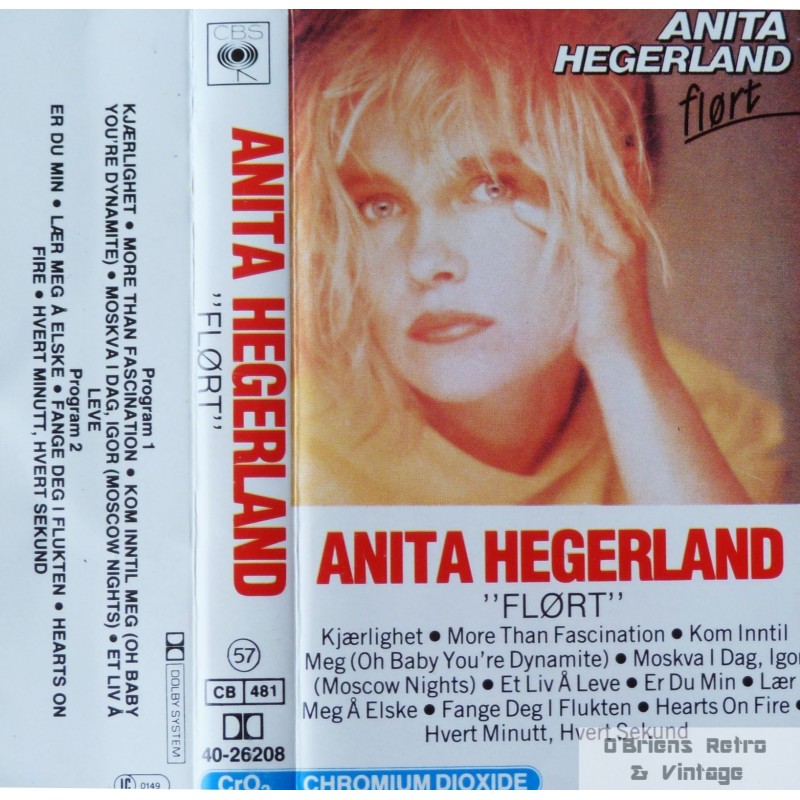 Program 1
KJÆRLIGHET • MORE THAN FASCINATION • KOM INNTIL MEG (OH BABY
YOU'RE DYNAMITE) • MOSKVA I DAG, IGOR (MOSCOW NIGHTS) • ET LIV Å
LEVE
Program 2
ER DU MIN • LÆR MEG Å ELSKE • FANGE DEG I FLUKTEN • HEARTS ON
FIRE • HVERT MINUTT, HVERT SEKUND
DOLBY SYSTEM
LC 0149
CBS
ANITA HEGERLAND
"FLØRT"
57
CB 481
40-26208
CrO2
ANITA
HEGERLAND
flørt
ANITA HEGERLAND
"FLØRT"
Kjærlighet • More Than Fascination • Kom Inntil
Meg (Oh Baby You're Dynamite) • Moskva I Dag, Igor
(Moscow Nights) • Et Liv Å Leve • Er Du Min • Lær
Meg Å Elske • Fange Deg I Flukten • Hearts On Fire •
Hvert Minutt, Hvert Sekund
CHROMIUM DIOXIDE
O'Briens Retro
& Vintage